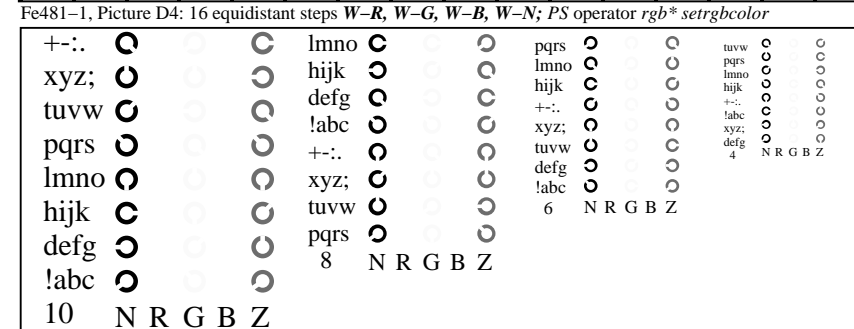 Fe481–1, Picture D4: 16 equidistant steps W–R, W–G, W–B, W–N; PS operator rgb* setrgbcolor
+-:.
xyz;
tuvw
pqrs
lmno
hijk
defg
!abc
10 N R G B Z
lmno
hijk
defg
!abc
+-:.
xyz;
tuvw
pqrs
8 N R G B Z
pqrs
lmno
hijk
+-:.
xyz;
tuvw
defg
!abc
6 N R G B Z
tuvw
pqrs
lmno
hijk
+-:.
!abc
xyz;
defg
4 N R G B Z